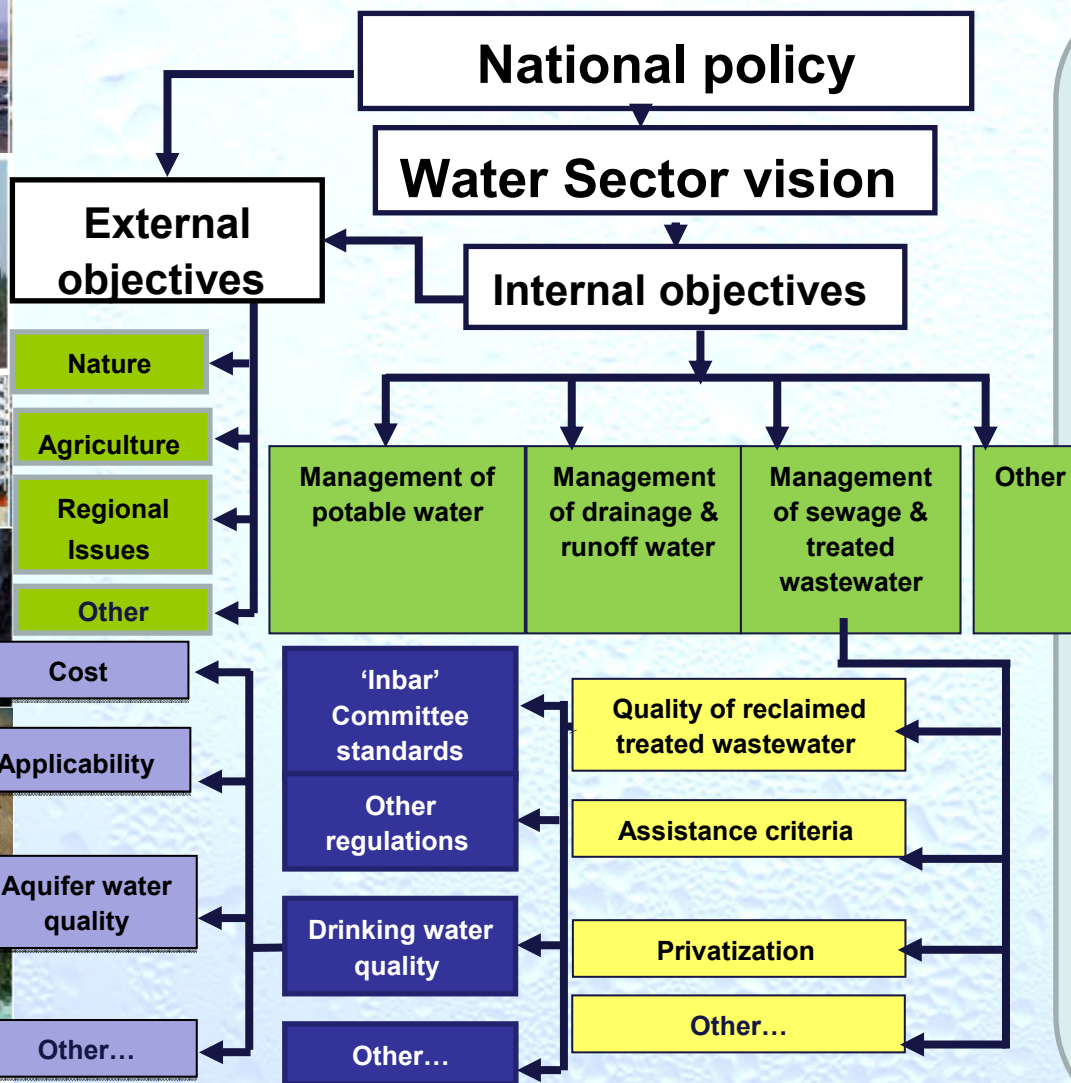 National policy
Water Sector vision
External
objectives
Internal objectives
Nature
Agriculture
Regional
Issues
Other
Management of
potable water
Management
of drainage &
runoff water
Management
of sewage &
treated
wastewater
Other
Cost
Applicability
Aquifer water
quality
Other...
‘Inbar’
Committee
standards
Other
regulations
Drinking water
quality
Other...
Quality of reclaimed
treated wastewater
Assistance criteria
Privatization
Other...